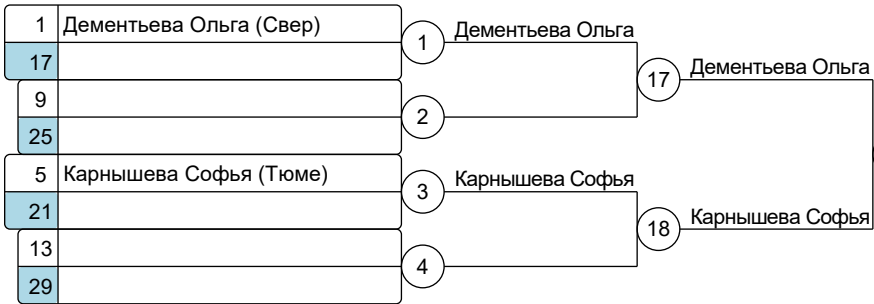 1 Дементьева Ольга (Свер)
17
1 Дементьева Ольга
9
25
2
17 Дементьева Ольга
5 Карнышева Софья (Тюме)
21
3 Карнышева Софья
13
29
4
18 Карнышева Софья